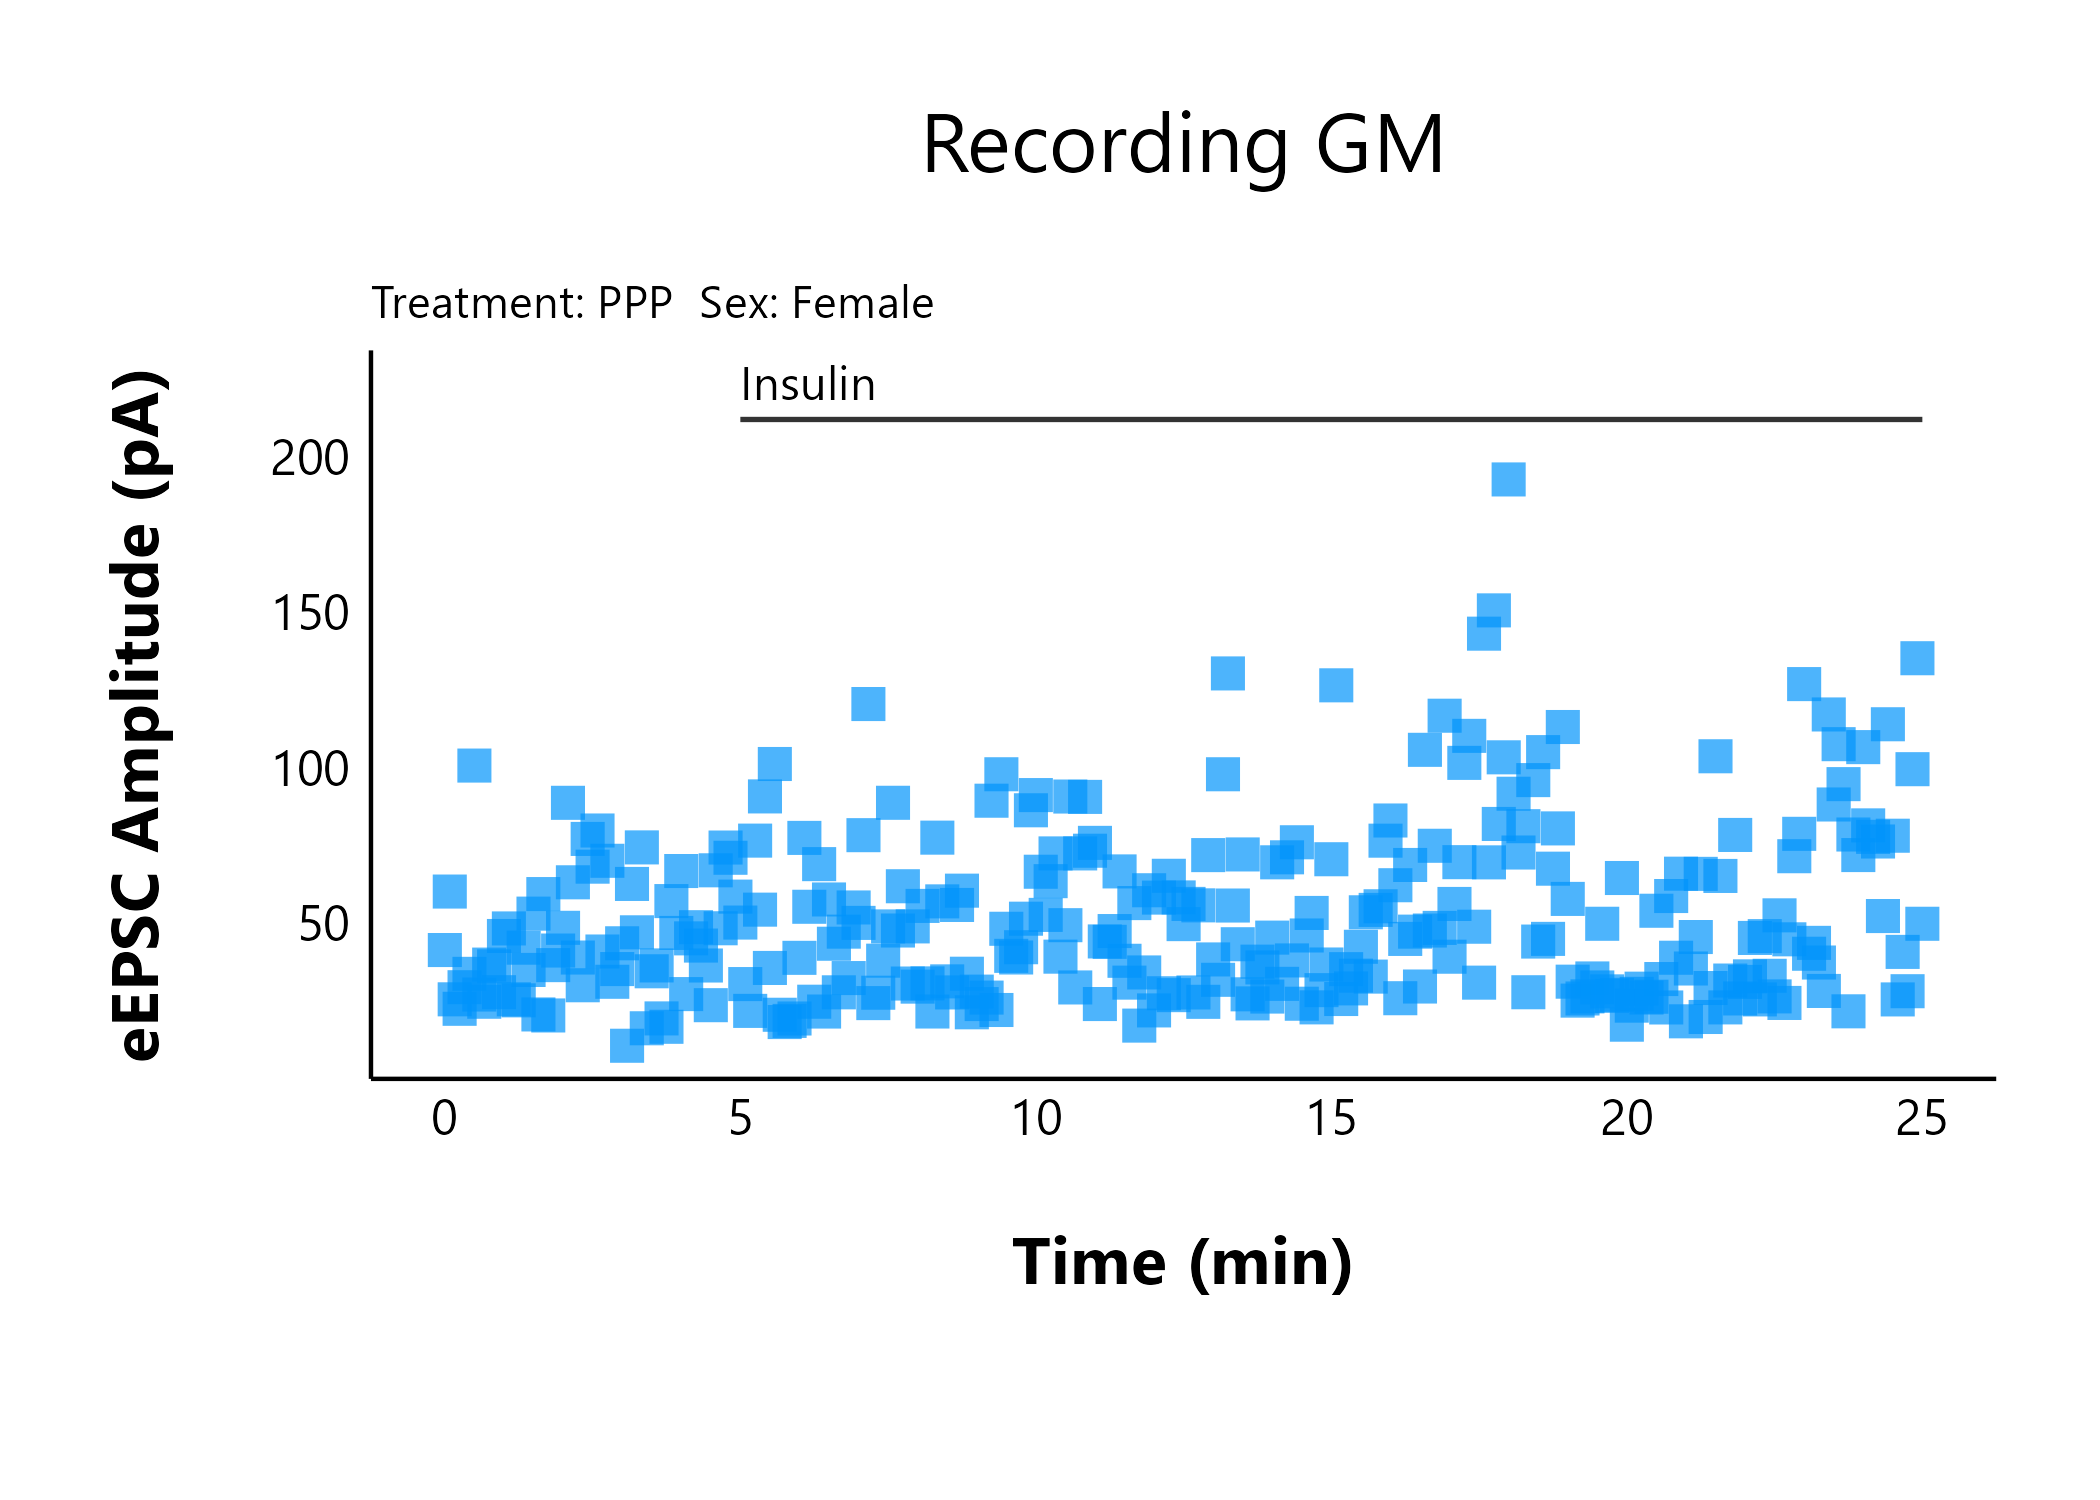 Recording GM
Treatment: PPP  Sex: Female
Insulin
eEPSC Amplitude (pA)
200
150
100
50
0 5 10 15 20 25
Time (min)